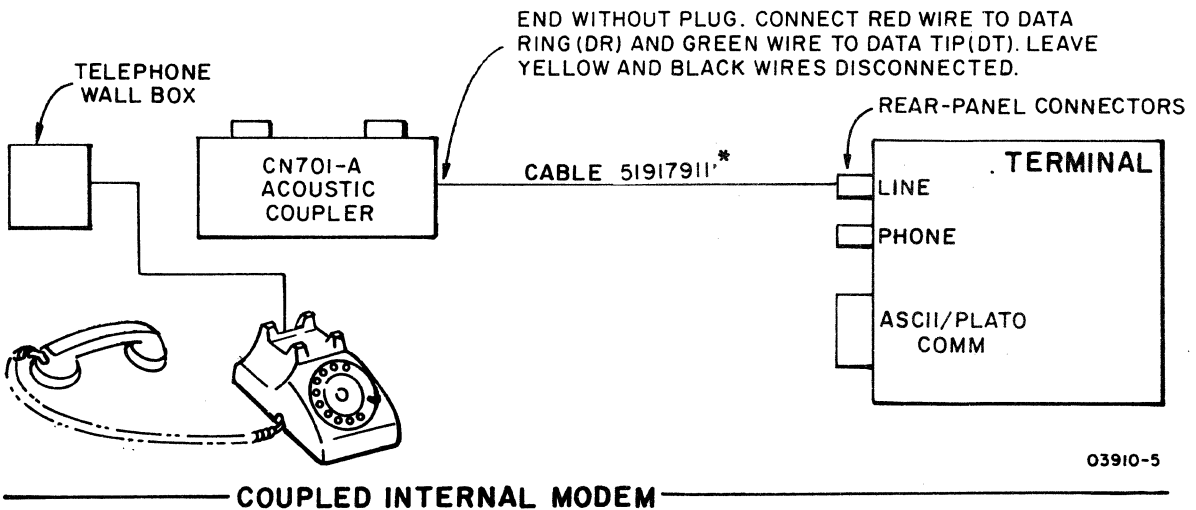 END WITHOUT PLUG. CONNECT RED WIRE TO DATA
RING (DR) AND GREEN WIRE TO DATA TIP(DT). LEAVE
YELLOW AND BLACK WIRES DISCONNECTED.
TELEPHONE
WALL BOX
REAR-PANEL CONNECTORS
CN701-A
ACOUSTIC
COUPLER
CABLE 51917911,*
TERMINAL
LINE
PHONE
ASCII/PLATO
COMM
03910-5
COUPLED INTERNAL MODEM